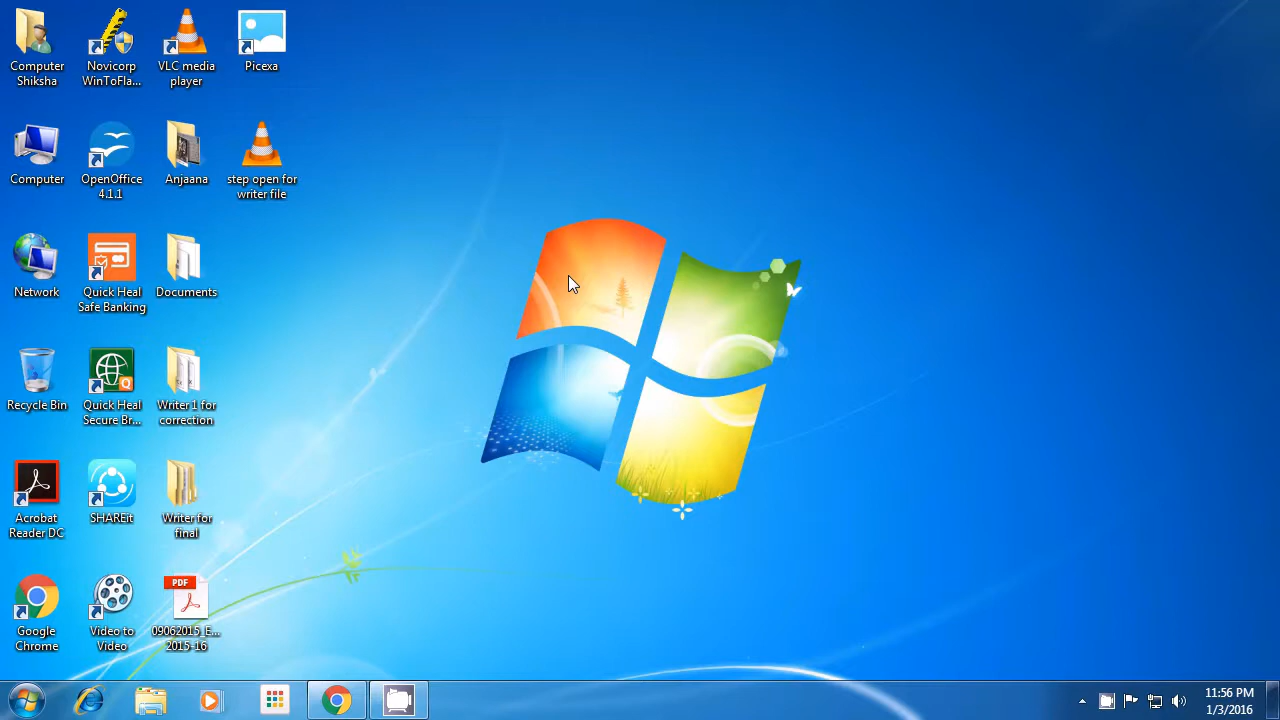 Computer
Shiksha
Novicorp
WinToFla...
VLC media
player
Picexa
Computer
OpenOffice
4.1.1
Anjaana
step open for
writer file
Network
Quick Heal
Safe Banking
Documents
Recycle Bin
Quick Heal
Secure Br...
Writer 1 for
correction
Acrobat
Reader DC
SHAREit
Writer for
final
Google
Chrome
Video to
Video
PDF
09062015_E...
2015-16
11:56 PM
1/3/2016